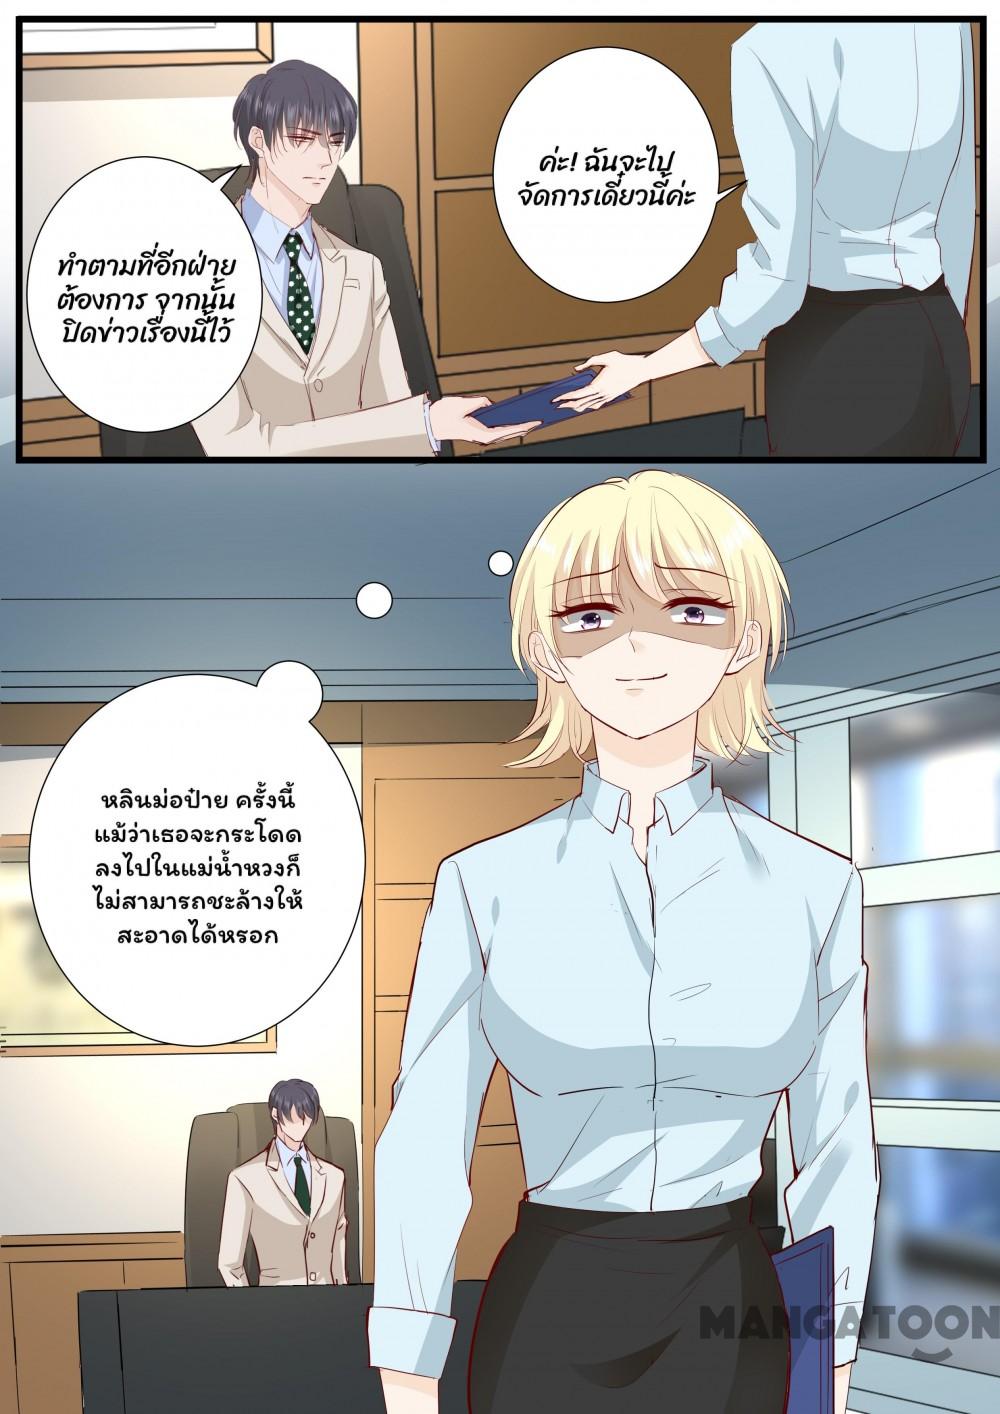 ทำตามที่อีกฝ่าย
ต้องการ จากนั้น
ปิดข่าวเรื่องนี้ไว้
ค่ะ! ฉันจะไป
จัดการเดี๋ยวนี้ค่ะ
หลินม่อป๋าย ครั้งนี้
แม้ว่าเธอจะกระโดด
ลงไปในแม่น้ำหวงก็
ไม่สามารถชะล้างให้
สะอาดได้หรอก
MANGATOON